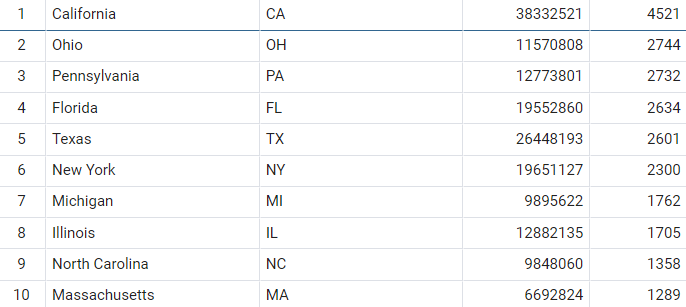 1 California CA 38332521 4521
2 Ohio OH 11570808 2744
3 Pennsylvania PA 12773801 2732
4 Florida FL 19552860 2634
5 Texas TX 26448193 2601
6 New York NY 19651127 2300
7 Michigan MI 9895622 1762
8 Illinois IL 12882135 1705
9 North Carolina NC 9848060 1358
10 Massachusetts MA 6692824 1289